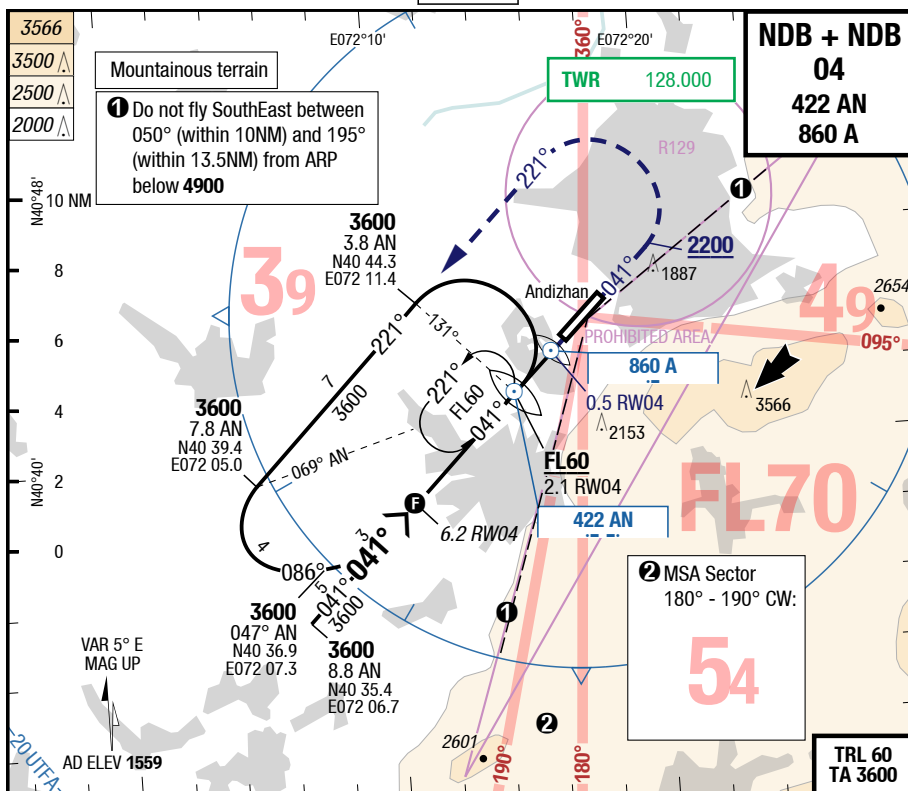 3566
3500
2500
2000
Mountainous terrain
❶ Do not fly SouthEast between
050° (within 10NM) and 195°
(within 13.5NM) from ARP
below 4900
E072°10'
E072°20'
360°
TWR 128.000
NDB + NDB
04
422 AN
860 A
R129
N40°48'
10 NM
8
6
4
2
0
N40°40'
39
49
FL70
221°
❶
2200
041°
1887
2654
3600
3.8 AN
N40 44.3
E072 11.4
Andizhan
PROHIBITED AREA
095°
131°
221°
7
3600
221°
FL60
041°
860 A
0.5 RW04
3566
2153
3600
7.8 AN
N40 39.4
E072 05.0
069° AN
FL60
2.1 RW04
422 AN
F
6.2 RW04
4
086°
3
041°
5
041°
3600
3600
047° AN
N40 36.9
E072 07.3
3600
8.8 AN
N40 35.4
E072 06.7
❶
❷ MSA Sector
180° - 190° CW:
54
VAR 5° E
MAG UP
❷
2601
190°
180°
20 UTFA
AD ELEV 1559
TRL 60
TA 3600